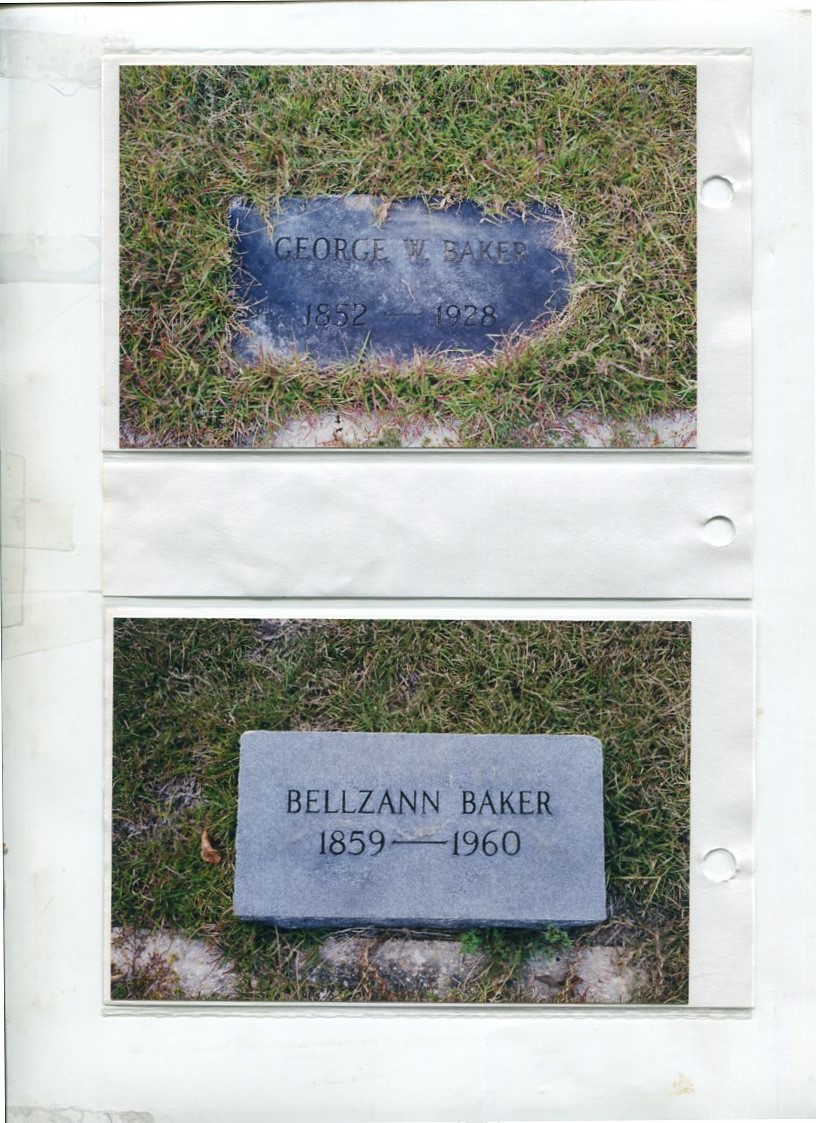 GEORGE W. BAKER
1852 — 1928
BELLZANN BAKER
1859 — 1960